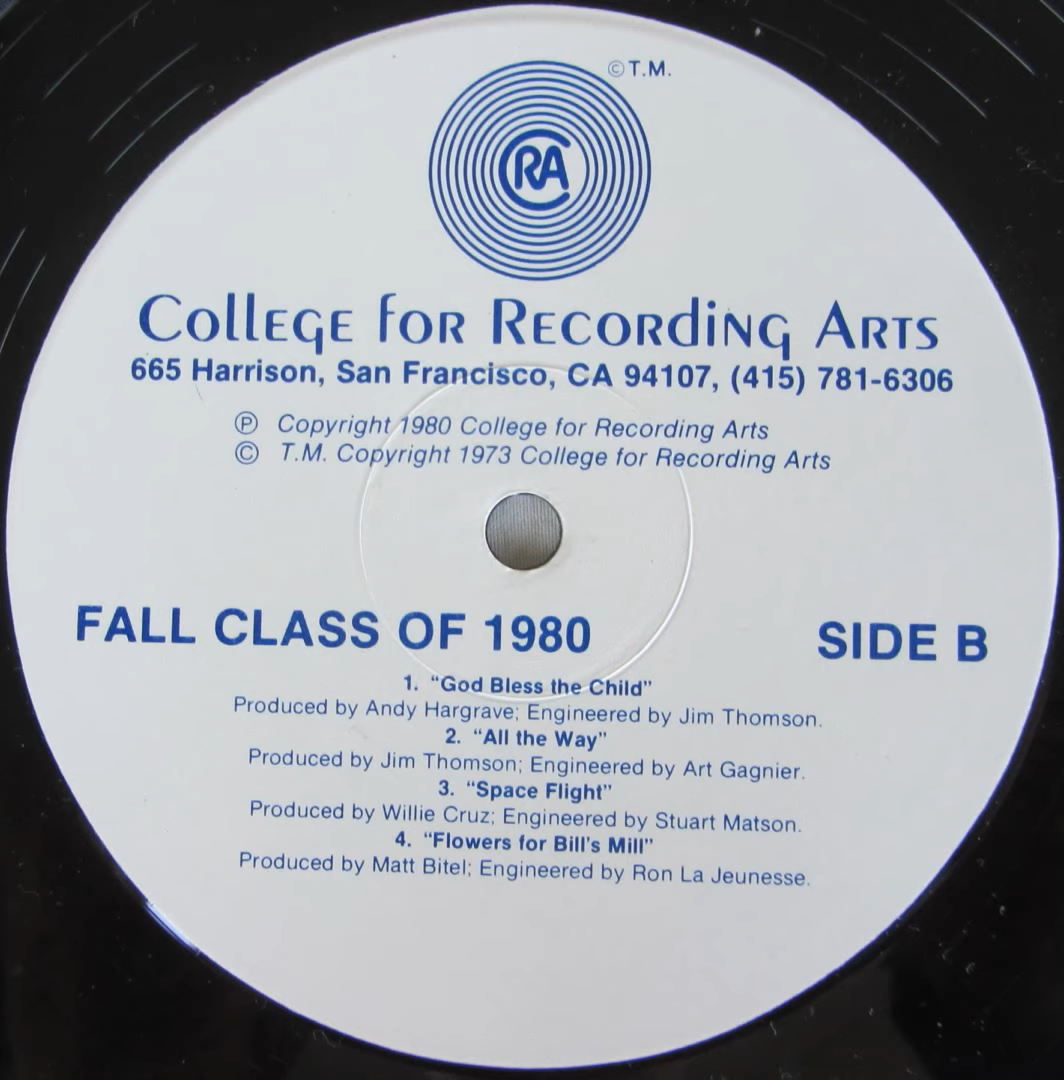 © T.M.
CRA
College for Recording Arts
665 Harrison, San Francisco, CA 94107, (415) 781-6306
℗ Copyright 1980 College for Recording Arts
© T.M. Copyright 1973 College for Recording Arts
FALL CLASS OF 1980
SIDE B
1. “God Bless the Child”
Produced by Andy Hargrave; Engineered by Jim Thomson.
2. “All the Way”
Produced by Jim Thomson; Engineered by Art Gagnier.
3. “Space Flight”
Produced by Willie Cruz; Engineered by Stuart Matson.
4. “Flowers for Bill's Mill”
Produced by Matt Bitel; Engineered by Ron La Jeunesse.